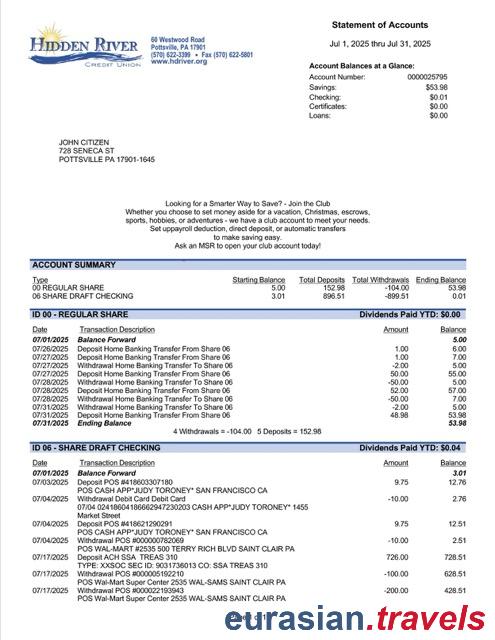 HIDDEN RIVER
CREDIT UNION
60 Westwood Road
Pottsville, PA 17901
(570) 622-3399 • Fax (570) 622-5801
www.hdriver.org
Statement of Accounts
Jul 1, 2025 thru Jul 31, 2025
Account Balances at a Glance:
Account Number: 0000025795
Savings: $53.98
Checking: $0.01
Certificates: $0.00
Loans: $0.00
JOHN CITIZEN
728 SENECA ST
POTTSVILLE PA 17901-1645
Looking for a Smarter Way to Save? - Join the Club
Whether you choose to set money aside for a vacation, Christmas, escrows,
sports, hobbies, or adventures - we have a club account to meet your needs.
Set uppayroll deduction, direct deposit, or automatic transfers
to make saving easy.
Ask an MSR to open your club account today!
ACCOUNT SUMMARY
Type Starting Balance Total Deposits Total Withdrawals Ending Balance
00 REGULAR SHARE 5.00 152.98 -104.00 53.98
06 SHARE DRAFT CHECKING 3.01 896.51 -899.51 0.01
ID 00 - REGULAR SHARE Dividends Paid YTD: $0.00
Date Transaction Description Amount Balance
07/01/2025 Balance Forward 5.00
07/26/2025 Deposit Home Banking Transfer From Share 06 1.00 6.00
07/27/2025 Deposit Home Banking Transfer From Share 06 1.00 7.00
07/27/2025 Withdrawal Home Banking Transfer To Share 06 -2.00 5.00
07/27/2025 Deposit Home Banking Transfer From Share 06 50.00 55.00
07/28/2025 Withdrawal Home Banking Transfer To Share 06 -50.00 5.00
07/28/2025 Deposit Home Banking Transfer From Share 06 52.00 57.00
07/28/2025 Withdrawal Home Banking Transfer To Share 06 -50.00 7.00
07/31/2025 Withdrawal Home Banking Transfer To Share 06 -2.00 5.00
07/31/2025 Deposit Home Banking Transfer From Share 06 48.98 53.98
07/31/2025 Ending Balance 53.98
4 Withdrawals = -104.00 5 Deposits = 152.98
ID 06 - SHARE DRAFT CHECKING Dividends Paid YTD: $0.04
Date Transaction Description Amount Balance
07/01/2025 Balance Forward 3.01
07/03/2025 Deposit POS #418603307180 9.75 12.76
POS CASH APP*JUDY TORONEY* SAN FRANCISCO CA
07/04/2025 Withdrawal Debit Card Debit Card -10.00 2.76
07/04 02418604186662947230203 CASH APP*JUDY TORONEY* 1455
Market Street
07/04/2025 Deposit POS #418621290291 9.75 12.51
POS CASH APP*JUDY TORONEY* SAN FRANCISCO CA
07/04/2025 Withdrawal POS #000000782069 -10.00 2.51
POS WAL-MART #2535 500 TERRY RICH BLVD SAINT CLAIR PA
07/17/2025 Deposit ACH SSA TREAS 310 726.00 728.51
TYPE: XXSOC SEC ID: 9031736013 CO: SSA TREAS 310
07/17/2025 Withdrawal POS #000005192210 -100.00 628.51
POS Wal-Mart Super Center 2535 WAL-SAMS SAINT CLAIR PA
07/17/2025 Withdrawal POS #000022193943 -200.00 428.51
POS Wal-Mart Super Center 2535 WAL-SAMS SAINT CLAIR PA
eurasian.travels